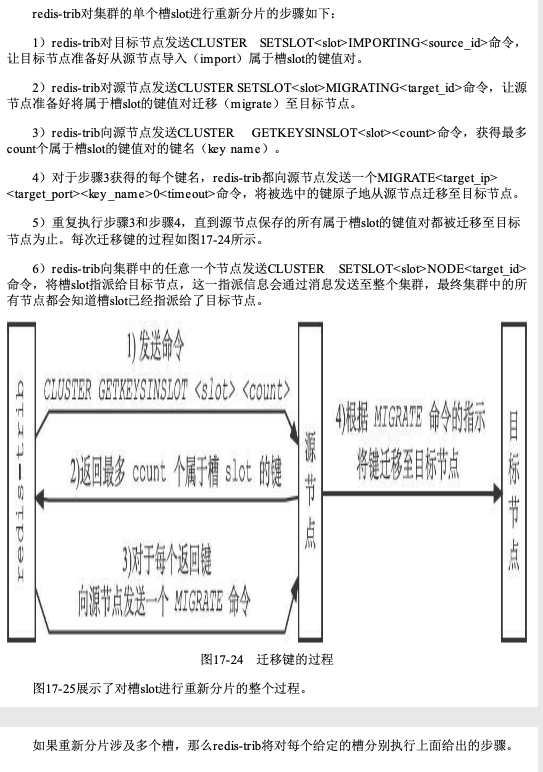 redis-trib对集群的单个槽slot进行重新分片的步骤如下：
1）redis-trib对目标节点发送CLUSTER SETSLOT<slot>IMPORTING<source_id>命令，
让目标节点准备好从源节点导入（import）属于槽slot的键值对。
2）redis-trib对源节点发送CLUSTER SETSLOT<slot>MIGRATING<target_id>命令，让源
节点准备好将属于槽slot的键值对迁移（migrate）至目标节点。
3）redis-trib向源节点发送CLUSTER GETKEYSINSLOT<slot><count>命令，获得最多
count个属于槽slot的键值对的键名（key name）。
4）对于步骤3获得的每个键名，redis-trib都向源节点发送一个MIGRATE<target_ip>
<target_port><key_name>0<timeout>命令，将被选中的键原子地从源节点迁移至目标节点。
5）重复执行步骤3和步骤4，直到源节点保存的所有属于槽slot的键值对都被迁移至目标
节点为止。每次迁移键的过程如图17-24所示。
6）redis-trib向集群中的任意一个节点发送CLUSTER SETSLOT<slot>NODE<target_id>
命令，将槽slot指派给目标节点，这一指派信息会通过消息发送至整个集群，最终集群中的所
有节点都会知道槽slot已经指派给了目标节点。
redis-trib
1) 发送命令
CLUSTER GETKEYSINSLOT <slot> <count>
2)返回最多 count 个属于槽 slot 的键
3)对于每个返回键
向源节点发送一个 MIGRATE 命令
源节点
4)根据 MIGRATE 命令的指示
将键迁移至目标节点
目标节点
图17-24 迁移键的过程
图17-25展示了对槽slot进行重新分片的整个过程。
如果重新分片涉及多个槽，那么redis-trib将对每个给定的槽分别执行上面给出的步骤。